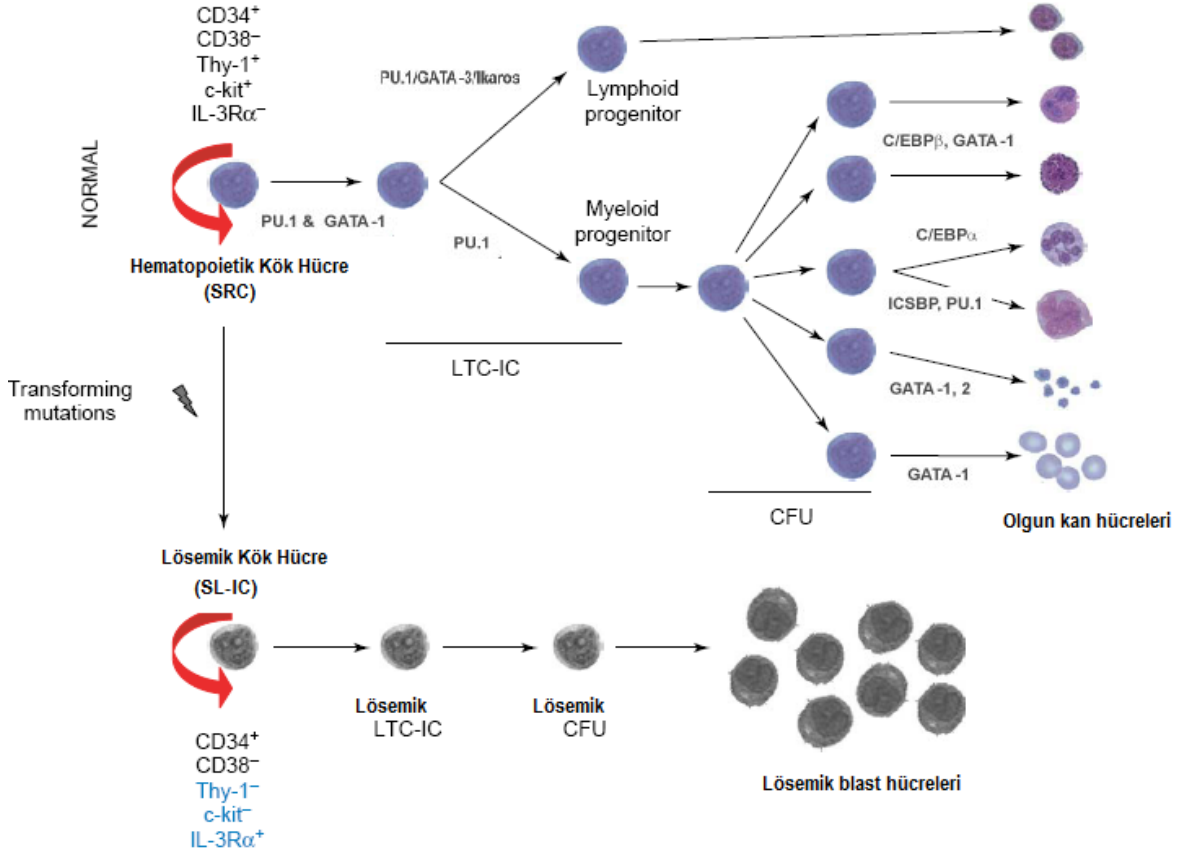 CD34+
CD38–
Thy-1+
c-kit+
IL-3Rα–
NORMAL
PU.1/GATA-3/Ikaros
Lymphoid
progenitor
C/EBPβ, GATA-1
PU.1 & GATA-1
PU.1
Myeloid
progenitor
C/EBPα
Hematopoietik Kök Hücre
(SRC)
ICSBP, PU.1
LTC-IC
Transforming
mutations
GATA-1, 2
GATA-1
CFU
Olgun kan hücreleri
Lösemik Kök Hücre
(SL-IC)
Lösemik
LTC-IC
Lösemik
CFU
Lösemik blast hücreleri
CD34+
CD38–
Thy-1–
c-kit–
IL-3Rα+